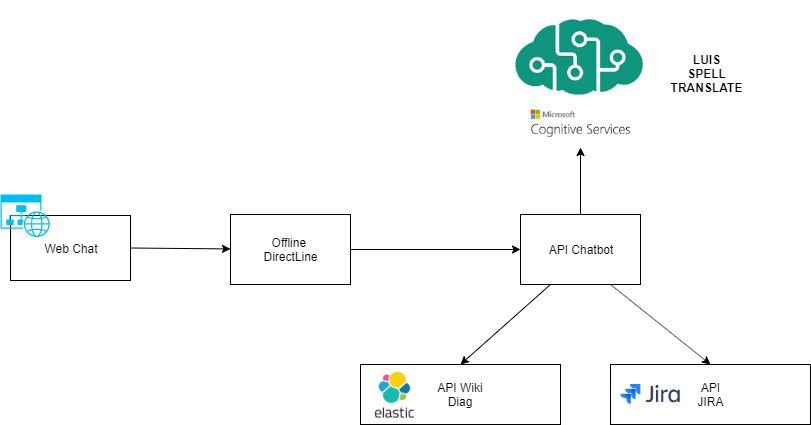 LUIS
SPELL
TRANSLATE
Microsoft
Cognitive Services
Web Chat
Offline
DirectLine
API Chatbot
elastic
API Wiki
Diag
Jira
API
JIRA